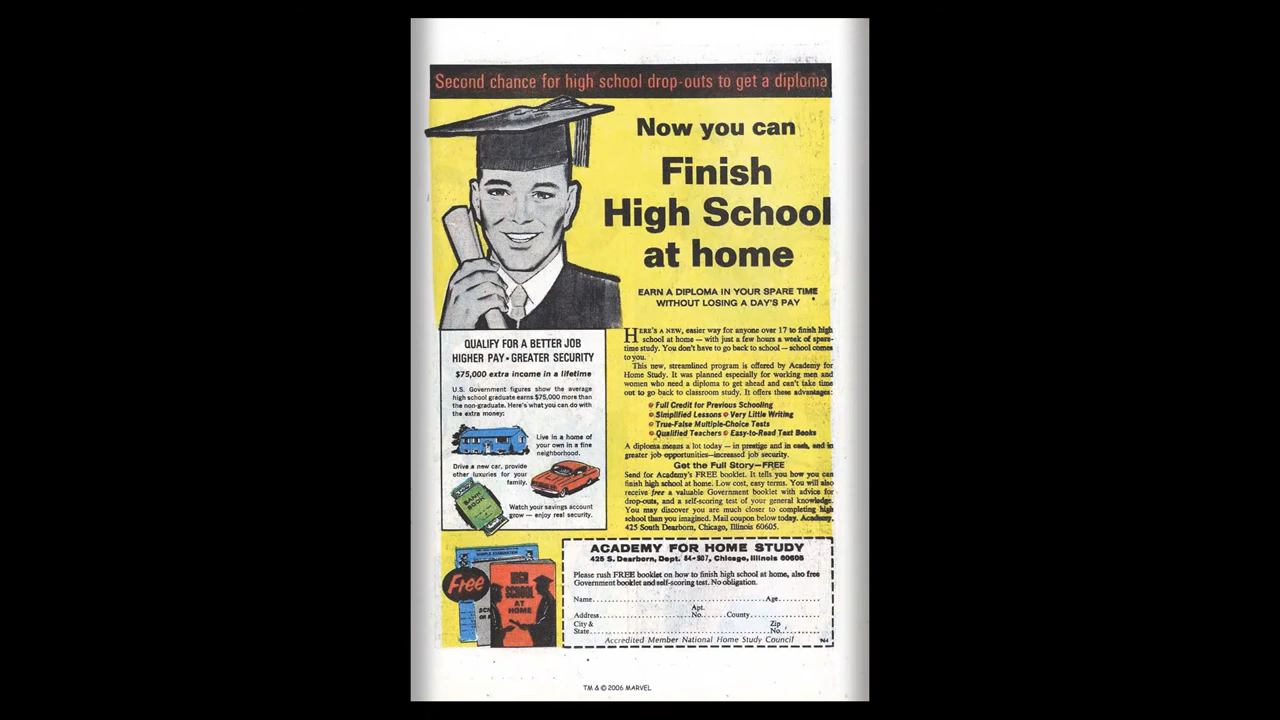 Second chance for high school drop-outs to get a diploma
Now you can
Finish
High School
at home
EARN A DIPLOMA IN YOUR SPARE TIME
WITHOUT LOSING A DAY'S PAY
HERE'S A NEW, easier way for anyone over 17 to finish high
school at home — with just a few hours a week of spare-
time study. You don't have to go back to school — school comes
to you.
This new, streamlined program is offered by Academy for
Home Study. It was planned especially for working men and
women who need a diploma to get ahead and can't take time
out to go back to classroom study. It offers these advantages:
Full Credit for Previous Schooling
Simplified Lessons Very Little Writing
True-False Multiple-Choice Tests
Qualified Teachers Easy-to-Read Text Books
A diploma means a lot today — in prestige and in cash, and in
greater job opportunities—increased job security.
Get the Full Story—FREE
Send for Academy's FREE booklet. It tells you how you can
finish high school at home. Low cost, easy terms. You will also
receive free a valuable Government booklet with advice for
drop-outs, and a self-scoring test of your general knowledge.
You may discover you are much closer to completing high
school than you imagined. Mail coupon below today. Academy,
425 South Dearborn, Chicago, Illinois 60605.
QUALIFY FOR A BETTER JOB
HIGHER PAY • GREATER SECURITY
$75,000 extra income in a lifetime
U.S. Government figures show the average
high school graduate earns $75,000 more than
the non-graduate. Here's what you can do with
the extra money:
Live in a home of
your own in a fine
neighborhood.
Drive a new car, provide
other luxuries for your
family.
BANK
BOOK
Watch your savings account
grow — enjoy real security.
SAMPLE EXAMINATION
Free
HIGH
SCHOOL
AT
HOME
ACADEMY FOR HOME STUDY
425 S. Dearborn, Dept. 84-907, Chicago, Illinois 60605
Please rush FREE booklet on how to finish high school at home, also free
Government booklet and self-scoring test. No obligation.
Name Age
Apt.
Address No. County
City & Zip
State No.
Accredited Member National Home Study Council
TM & © 2006 MARVEL